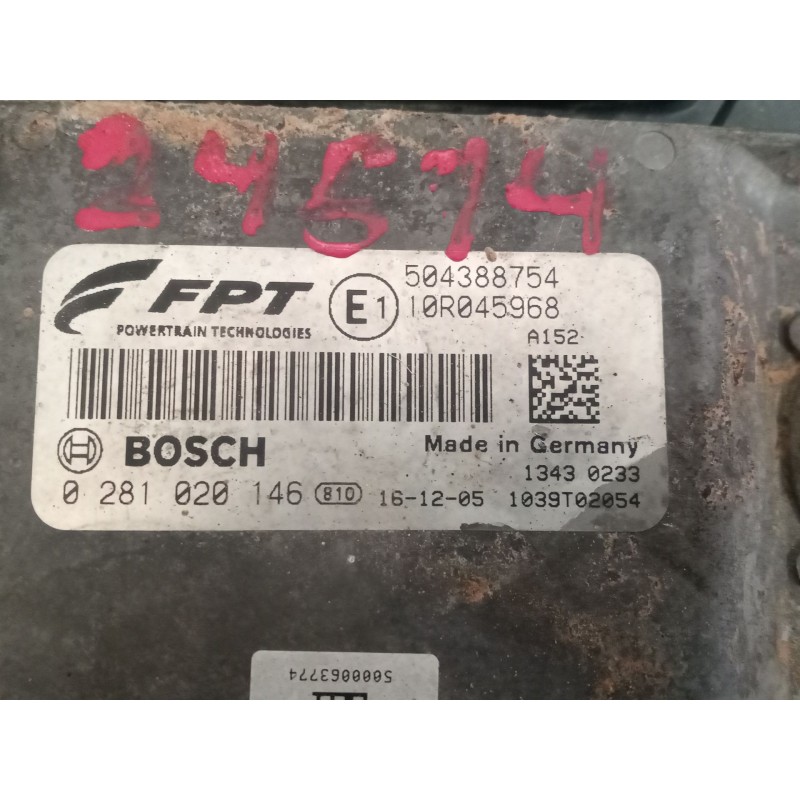 24574
FPT
POWERTRAIN TECHNOLOGIES
E1
504388754
10R045968
A152
BOSCH
Made in Germany
1343 0233
0 281 020 146 810 16-12-05 1039T02054
5000063774